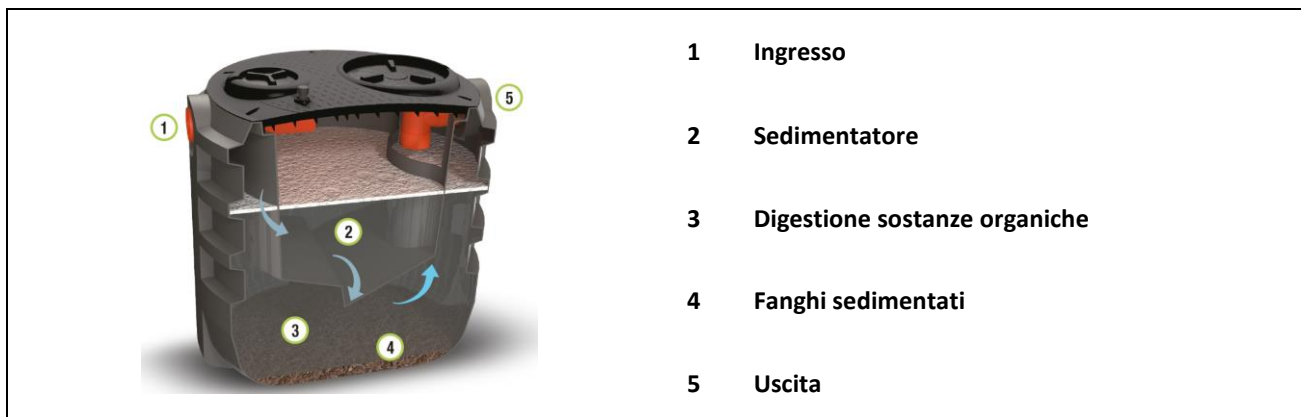 1
5
2
3
4
1 Ingresso
2 Sedimentatore
3 Digestione sostanze organiche
4 Fanghi sedimentati
5 Uscita